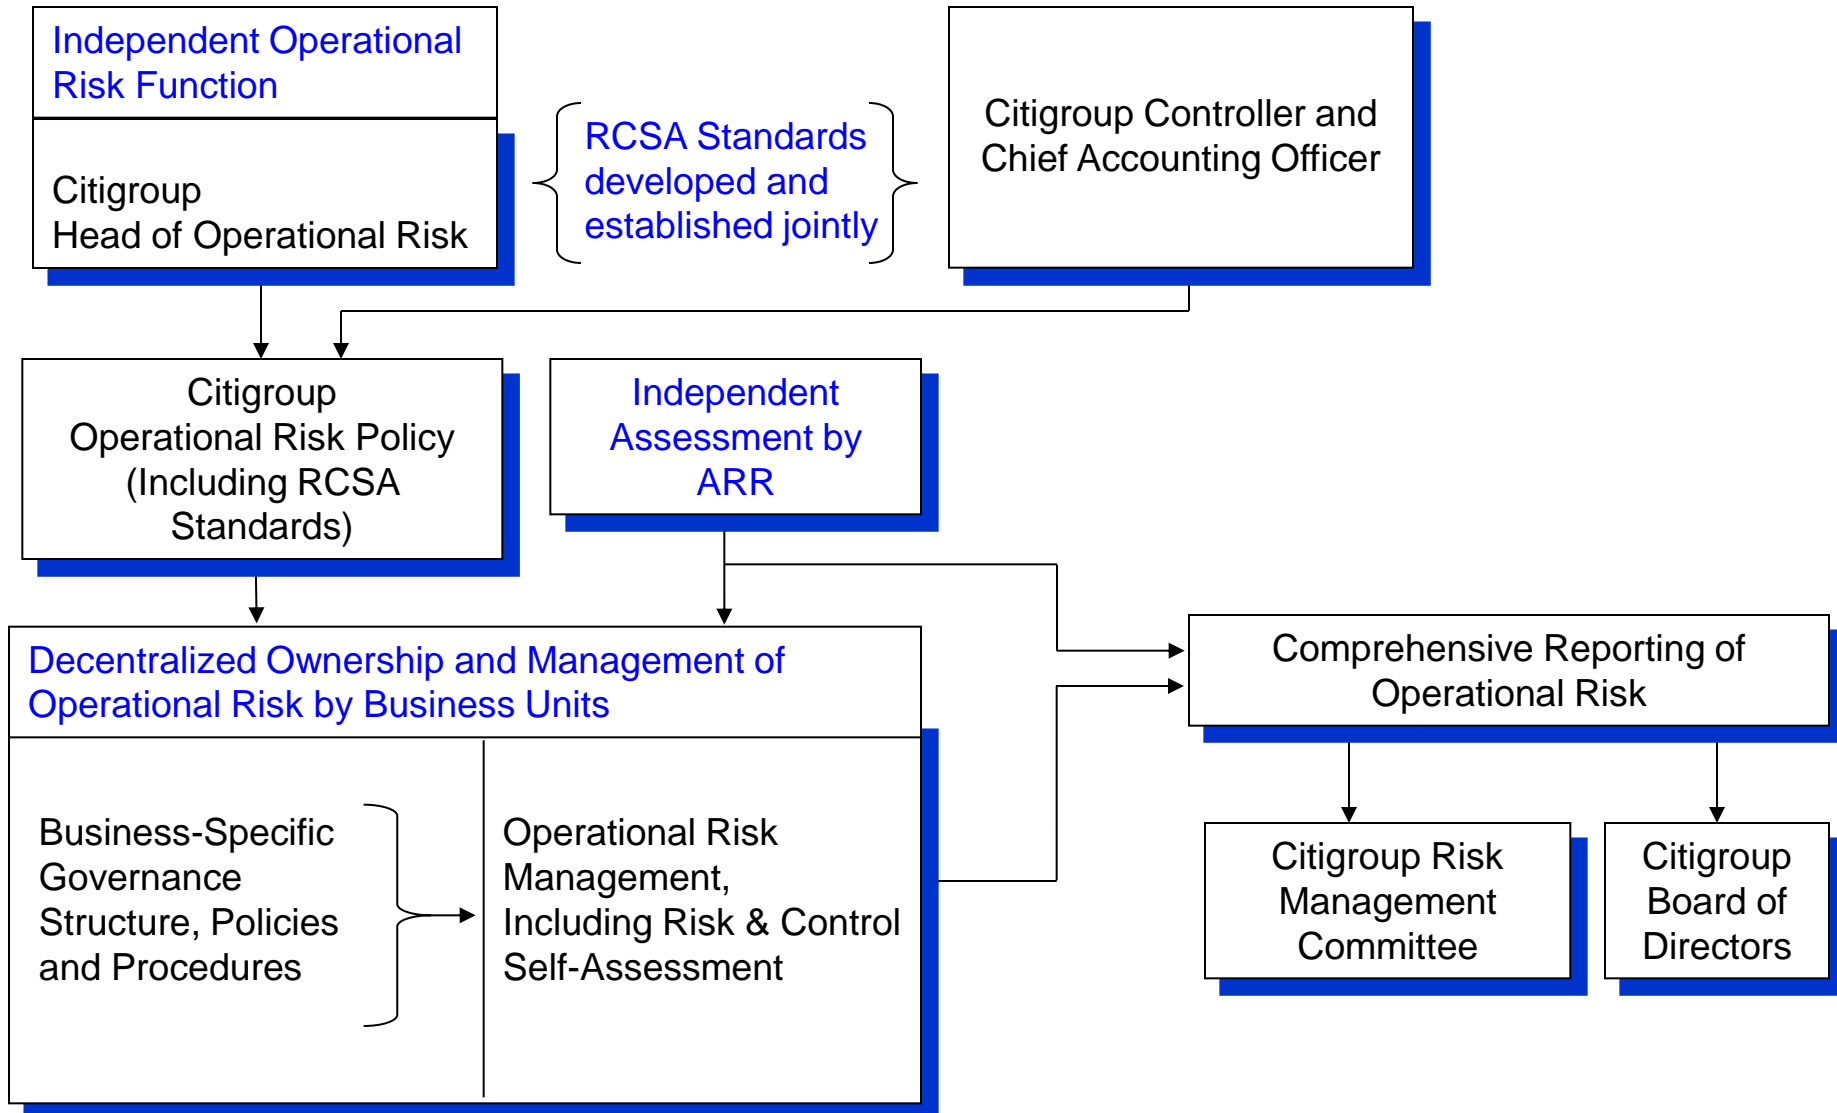 Independent Operational
Risk Function
Citigroup
Head of Operational Risk
RCSA Standards
developed and
established jointly
Citigroup Controller and
Chief Accounting Officer
Citigroup
Operational Risk Policy
(Including RCSA
Standards)
Independent
Assessment by
ARR
Decentralized Ownership and Management of
Operational Risk by Business Units
Business-Specific
Governance
Structure, Policies
and Procedures
Operational Risk
Management,
Including Risk & Control
Self-Assessment
Comprehensive Reporting of
Operational Risk
Citigroup Risk
Management
Committee
Citigroup
Board of
Directors